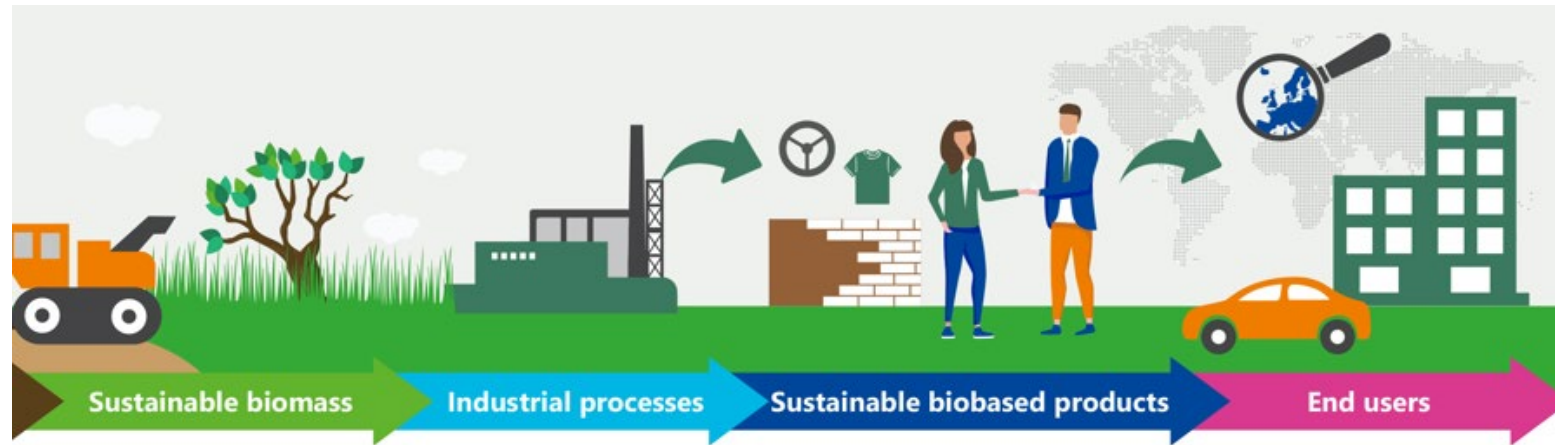 Sustainable biomass
Industrial processes
Sustainable biobased products
End users